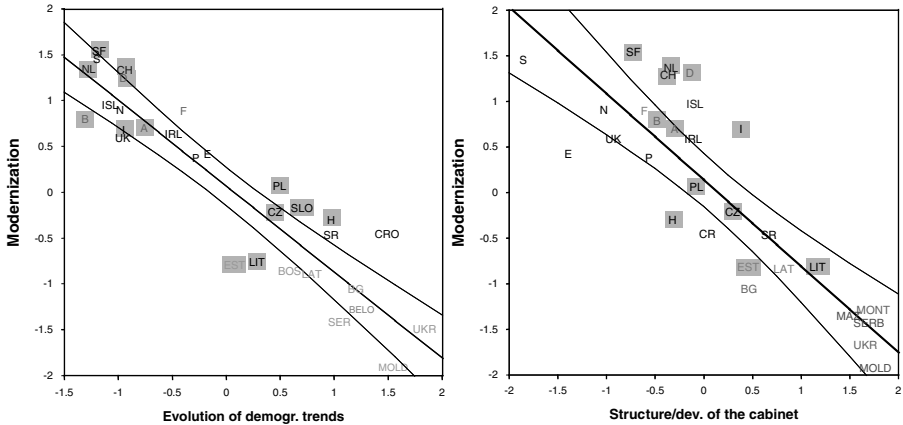 2
1.5
1
0.5
0
-0.5
-1
-1.5
-2
Modernization
SF
S
NL
CH
ISL
N
F
B
I
A
UK
IRL
P
E
PL
CZ
SLO
H
SR
CRO
EST
LIT
BOS
LAT
BG
BELO
SER
UKR
MOLD
-1.5
-1
-0.5
0
0.5
1
1.5
2
Evolution of demogr. trends
2
1.5
1
0.5
0
-0.5
-1
-1.5
-2
Modernization
SF
S
NL
CH
D
ISL
N
F
B
A
I
UK
IRL
E
P
PL
H
CZ
CR
SR
EST
LAT
LIT
BG
MONT
SERB
UKR
MOLD
-2
-1.5
-1
-0.5
0
0.5
1
1.5
2
Structure/dev. of the cabinet